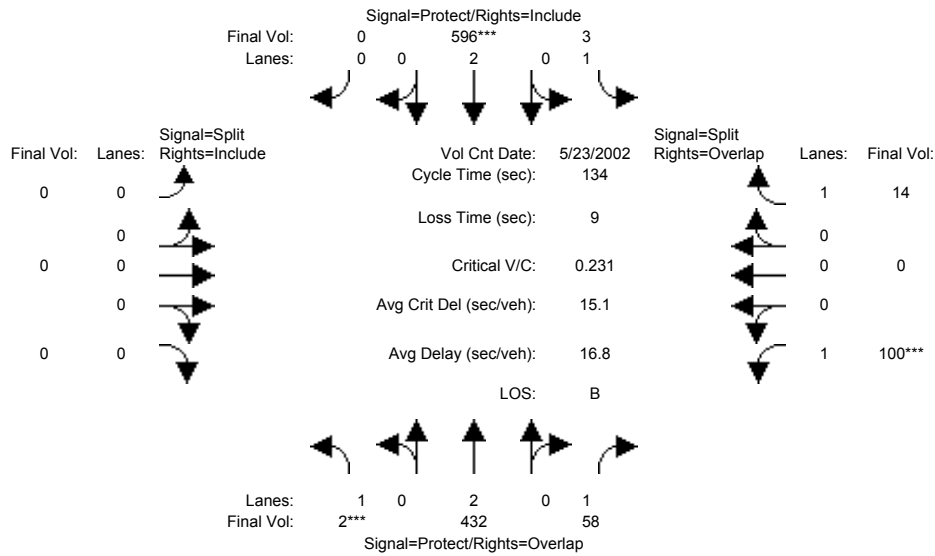 Signal=Protect/Rights=Include
Final Vol: 0 596*** 3
Lanes: 0 0 2 0 1
Signal=Split Signal=Split
Final Vol: Lanes: Rights=Include Vol Cnt Date: 5/23/2002 Rights=Overlap Lanes: Final Vol:
Cycle Time (sec): 134
0 0 1 14
Loss Time (sec): 9
0 0
0 0 Critical V/C: 0.231 0 0
0 Avg Crit Del (sec/veh): 15.1 0
0 0 Avg Delay (sec/veh): 16.8 1 100***
LOS: B
Lanes: 1 0 2 0 1
Final Vol: 2*** 432 58
Signal=Protect/Rights=Overlap